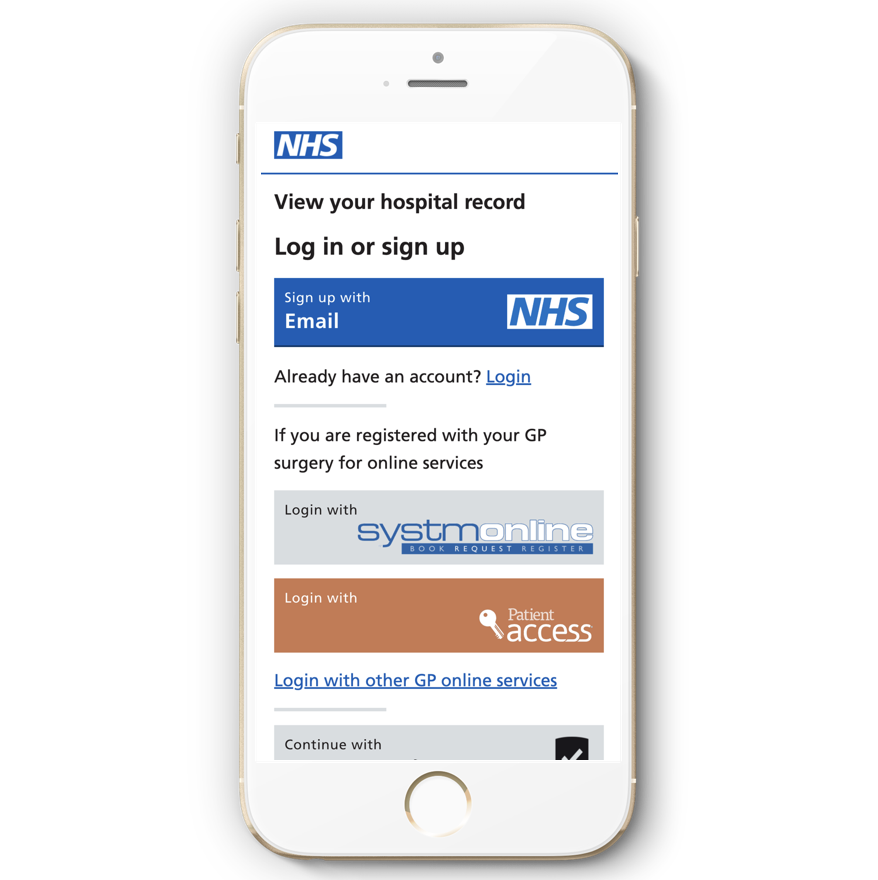 NHS
View your hospital record
Log in or sign up
Sign up with
Email
NHS
Already have an account? Login
If you are registered with your GP
surgery for online services
Login with
systmonline
BOOK REQUEST REGISTER
Login with
Patient
access
Login with other GP online services
Continue with